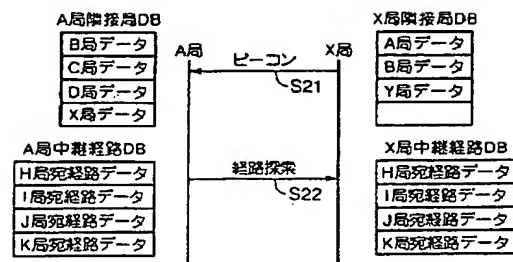 A局隣接局DB
B局データ
C局データ
D局データ
X局データ
A局中継経路DB
H局宛経路データ
I局宛経路データ
J局宛経路データ
K局宛経路データ
A局
X局
ビーコン
S21
経路探索
S22
X局隣接局DB
A局データ
B局データ
Y局データ
X局中継経路DB
H局宛経路データ
I局宛経路データ
J局宛経路データ
K局宛経路データ